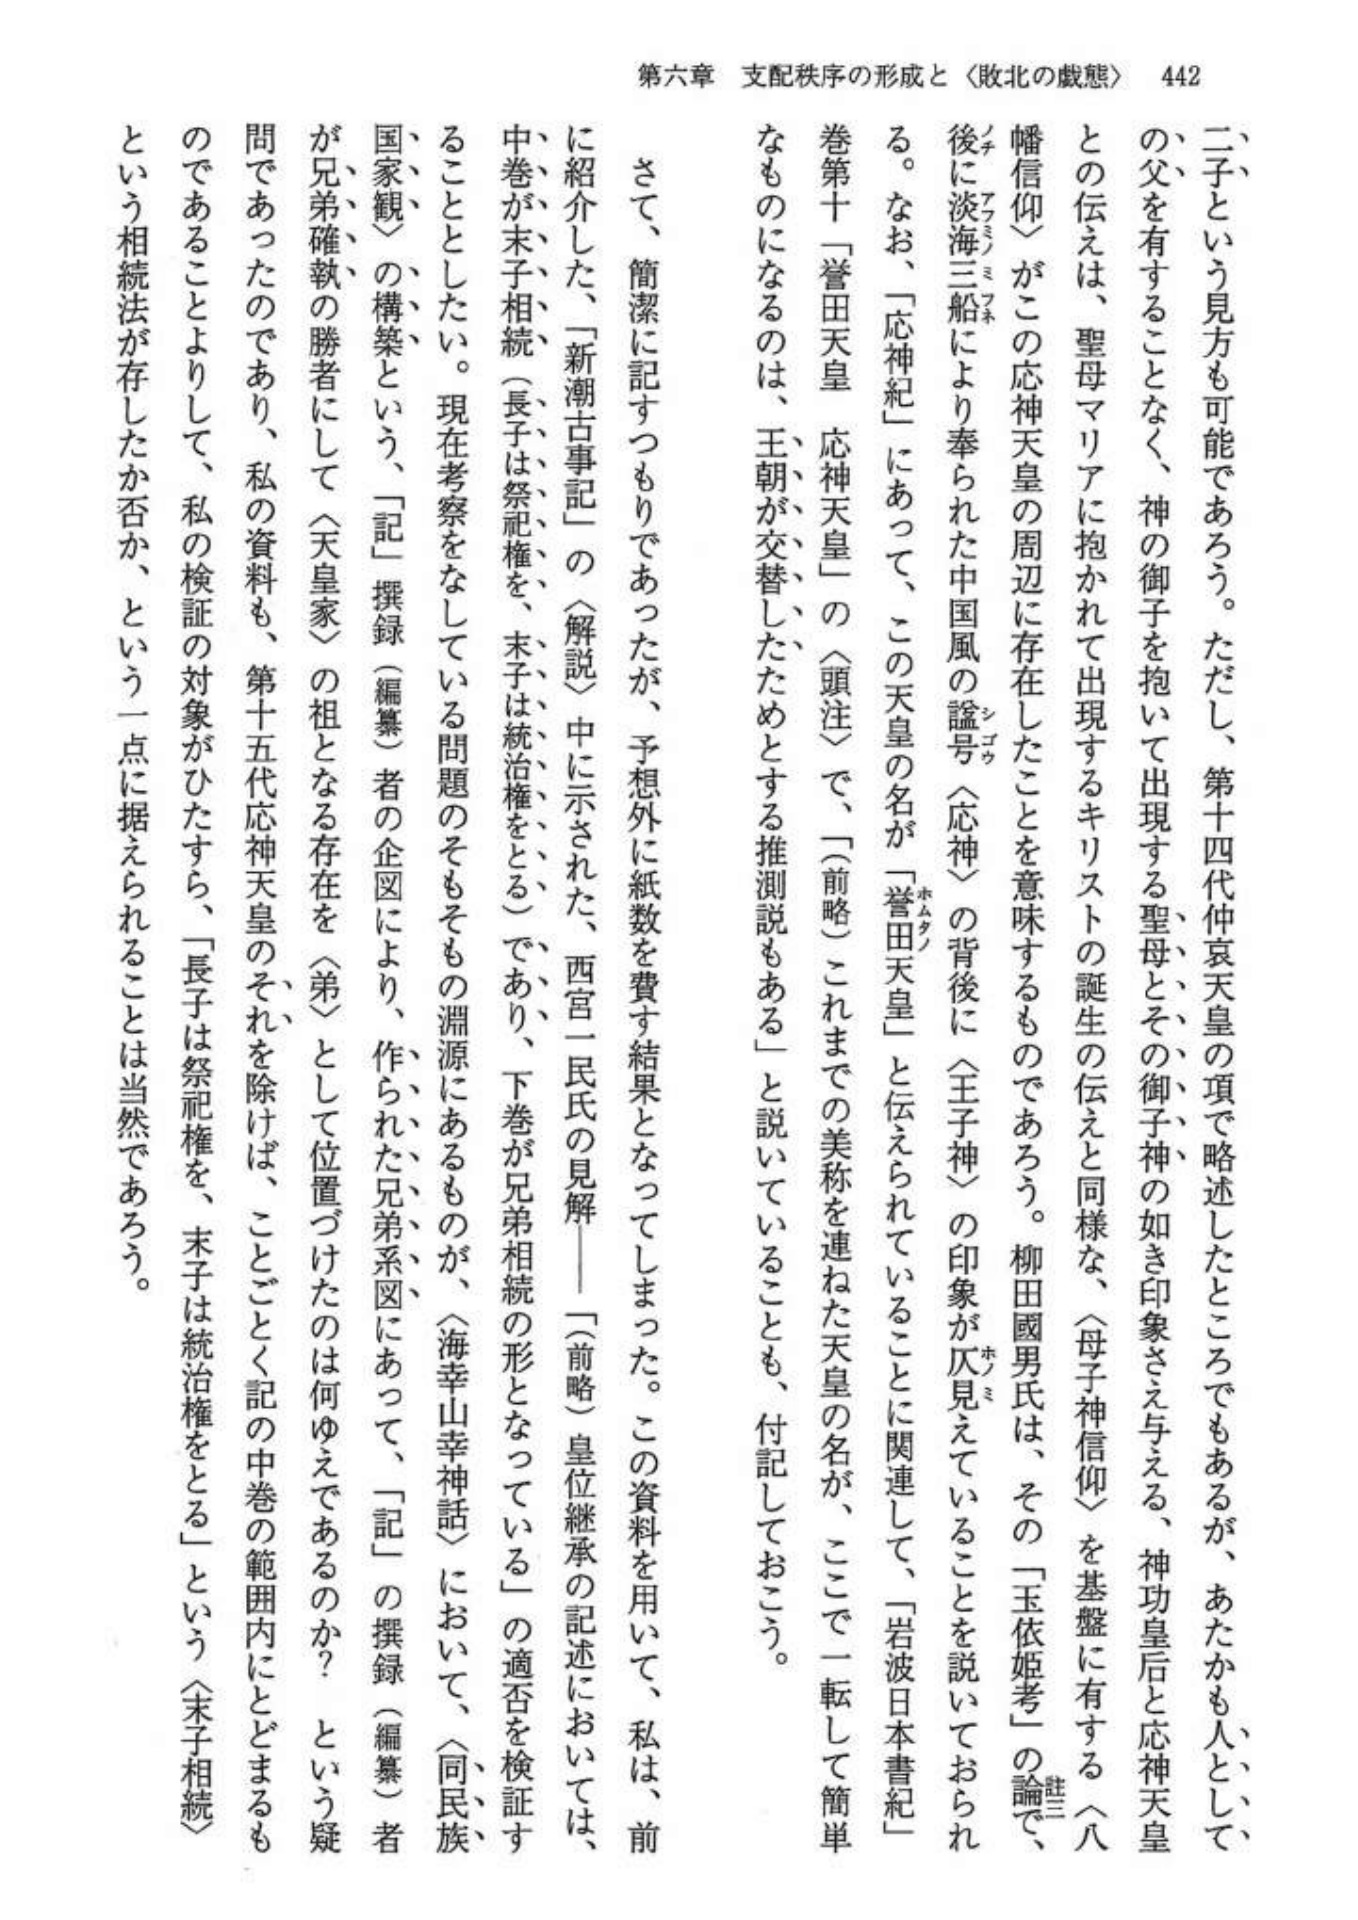 第六章　支配秩序の形成と〈敗北の戯態〉　442
二子という見方も可能であろう。ただし、第十四代仲哀天皇の項で略述したところでもあるが、あたかも人として
の父を有することなく、神の御子を抱いて出現する聖母とその御子神の如き印象さえ与える、神功皇后と応神天皇
との伝えは、聖母マリアに抱かれて出現するキリストの誕生の伝えと同様な、〈母子神信仰〉を基盤に有する〈八
幡信仰〉がこの応神天皇の周辺に存在したことを意味するものであろう。柳田國男氏は、その「玉依姫考」の論で、註三
後に淡海三船により奉られた中国風の諡号〈応神〉の背後に〈王子神〉の印象が仄見えていることを説いておられ
る。なお、「応神紀」にあって、この天皇の名が「誉田天皇」と伝えられていることに関連して、「岩波日本書紀」
巻第十「誉田天皇　応神天皇」の〈頭注〉で、「（前略）これまでの美称を連ねた天皇の名が、ここで一転して簡単
なものになるのは、王朝が交替したためとする推測説もある」と説いていることも、付記しておこう。
さて、簡潔に記すつもりであったが、予想外に紙数を費す結果となってしまった。この資料を用いて、私は、前
に紹介した、「新潮古事記」の〈解説〉中に示された、西宮一民氏の見解――「（前略）皇位継承の記述においては、
中巻が末子相続（長子は祭祀権を、末子は統治権をとる）であり、下巻が兄弟相続の形となっている」の適否を検証す
ることとしたい。現在考察をなしている問題のそもそもの淵源にあるものが、〈海幸山幸神話〉において、〈同民族
国家観〉の構築という、「記」撰録（編纂）者の企図により、作られた兄弟系図にあって、「記」の撰録（編纂）者
が兄弟確執の勝者にして〈天皇家〉の祖となる存在を〈弟〉として位置づけたのは何ゆえであるのか？　という疑
問であったのであり、私の資料も、第十五代応神天皇のそれを除けば、ことごとく記の中巻の範囲内にとどまるも
のであることよりして、私の検証の対象がひたすら、「長子は祭祀権を、末子は統治権をとる」という〈末子相続〉
という相続法が存したか否か、という一点に据えられることは当然であろう。